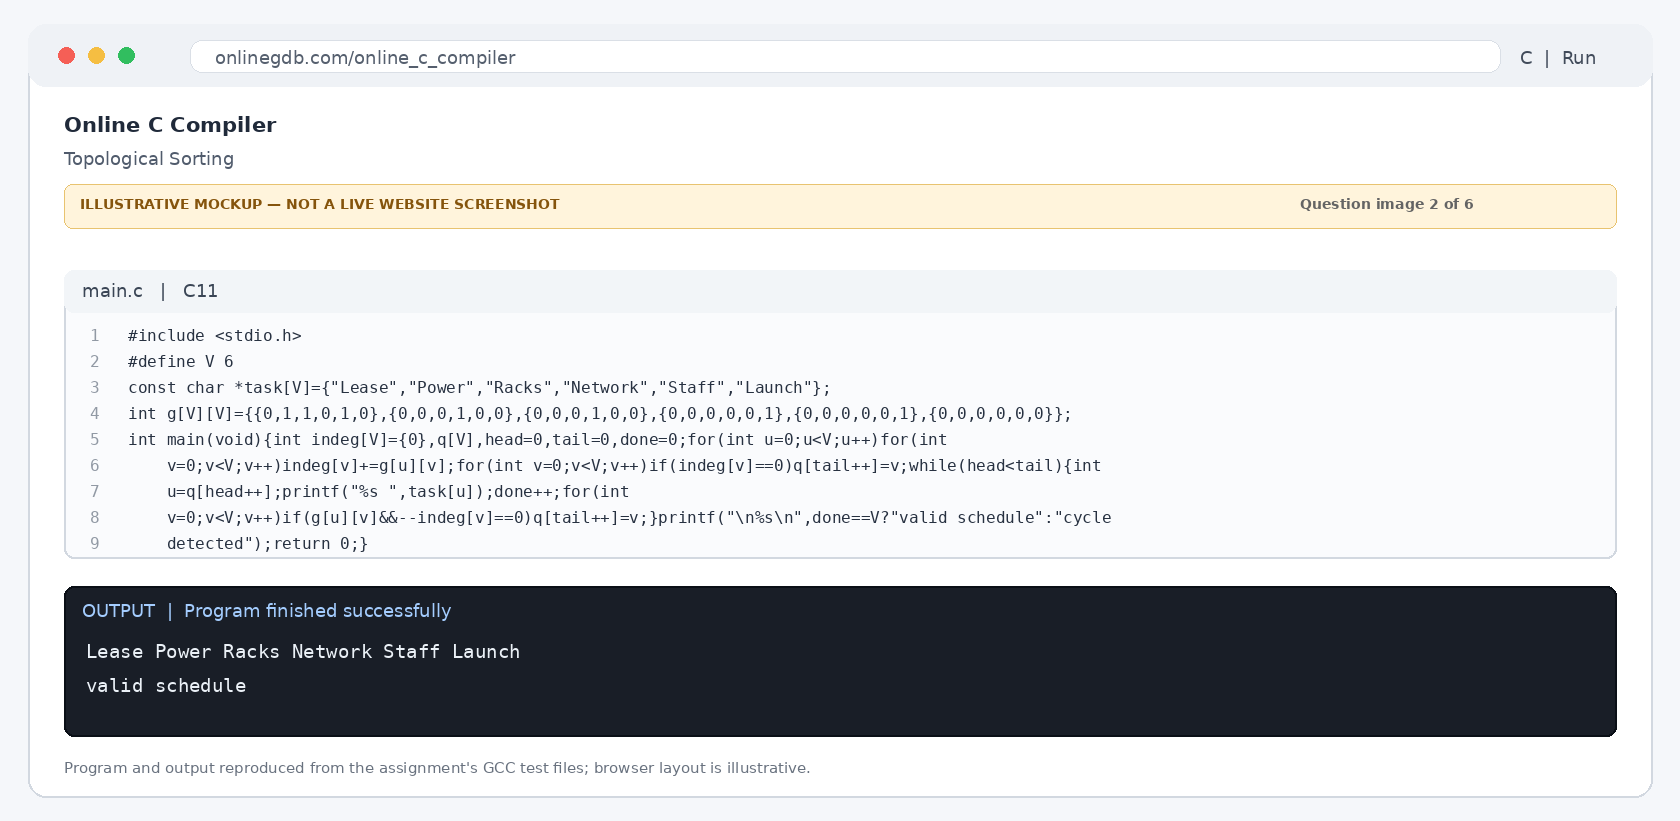 onlinegdb.com/online_c_compiler C | Run
Online C Compiler
Topological Sorting
ILLUSTRATIVE MOCKUP — NOT A LIVE WEBSITE SCREENSHOT Question image 2 of 6
main.c | C11
1 #include <stdio.h>
2 #define V 6
3 const char *task[V]={"Lease","Power","Racks","Network","Staff","Launch"};
4 int g[V][V]={{0,1,1,0,1,0},{0,0,0,1,0,0},{0,0,0,1,0,0},{0,0,0,0,0,1},{0,0,0,0,0,1},{0,0,0,0,0,0}};
5 int main(void){int indeg[V]={0},q[V],head=0,tail=0,done=0;for(int u=0;u<V;u++)for(int
6 v=0;v<V;v++)indeg[v]+=g[u][v];for(int v=0;v<V;v++)if(indeg[v]==0)q[tail++]=v;while(head<tail){int
7 u=q[head++];printf("%s ",task[u]);done++;for(int
8 v=0;v<V;v++)if(g[u][v]&&--indeg[v]==0)q[tail++]=v;}printf("\n%s\n",done==V?"valid schedule":"cycle
9 detected");return 0;}
OUTPUT | Program finished successfully
Lease Power Racks Network Staff Launch
valid schedule
Program and output reproduced from the assignment's GCC test files; browser layout is illustrative.